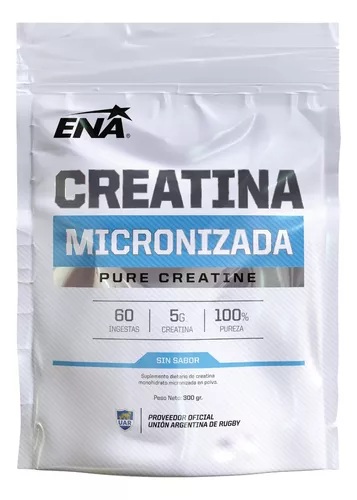 ENA®
CREATINA
MICRONIZADA
PURE CREATINE
60 5G 100%
INGESTAS CREATINA PUREZA
SIN SABOR
Suplemento dietario de creatina
monohidrato micronizada en polvo.
Peso Neto: 300 gr.
UAR
PROVEEDOR OFICIAL
UNIÓN ARGENTINA DE RUGBY